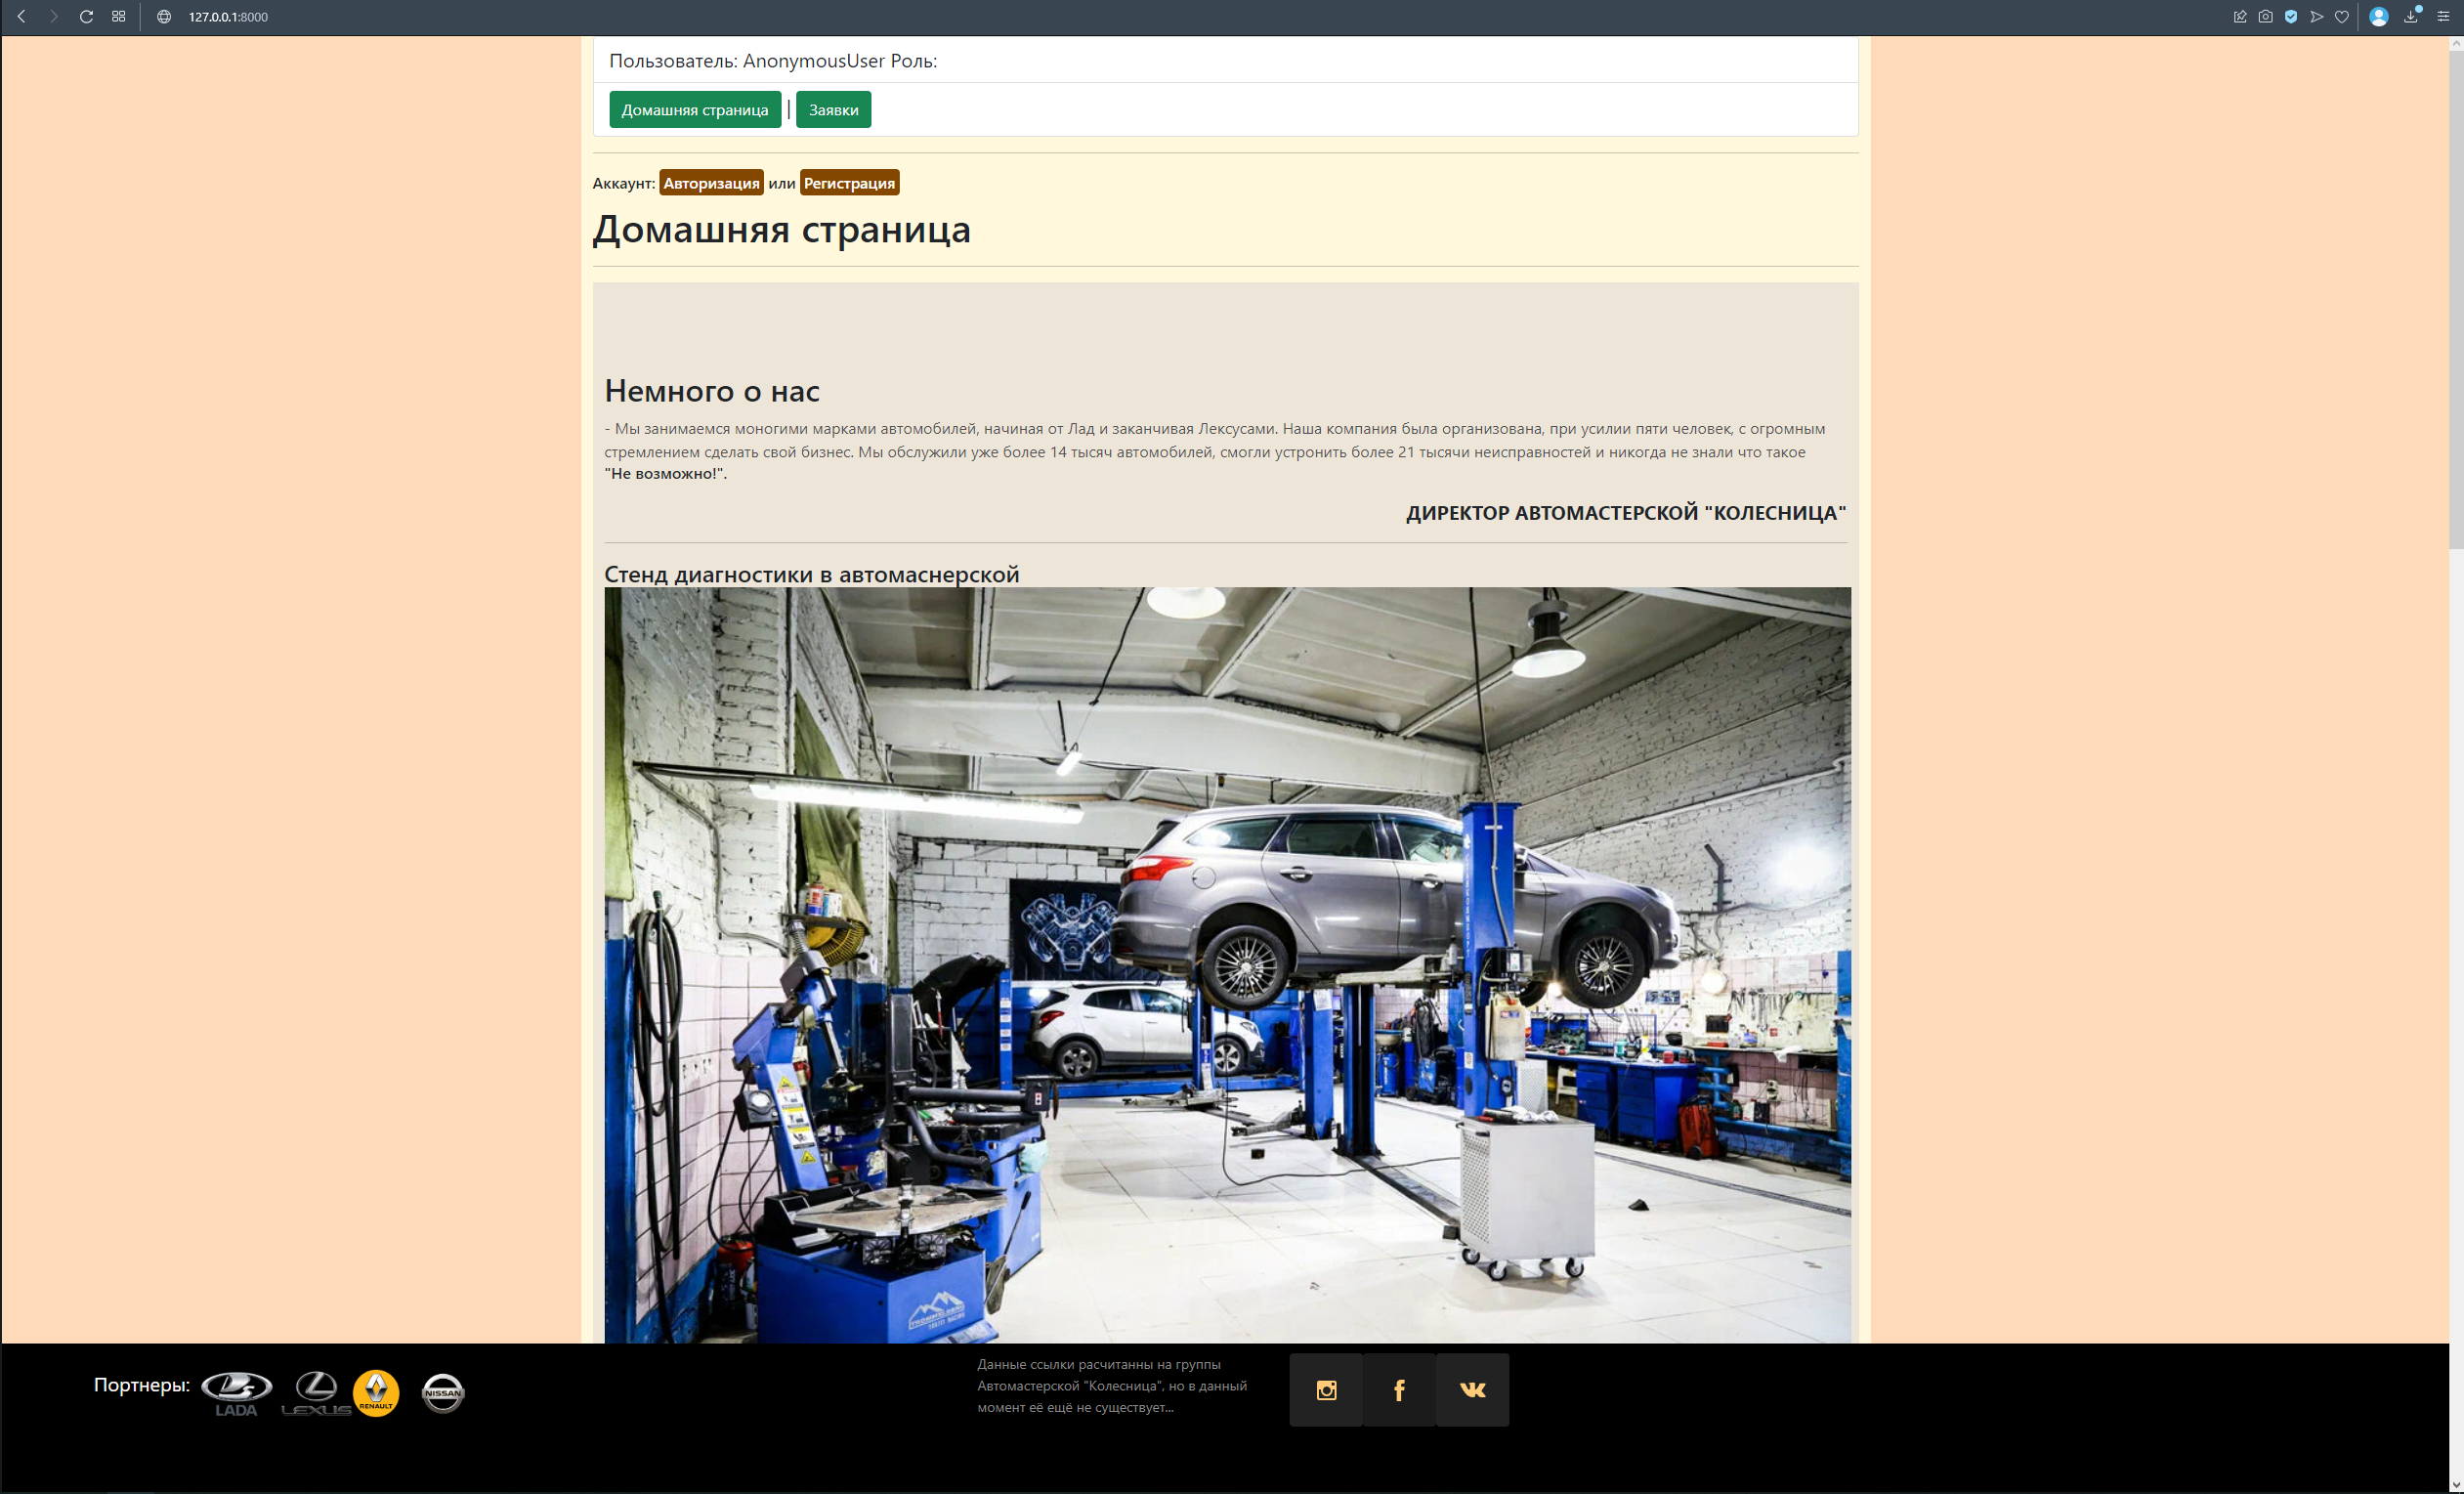 127.0.0.1:8000
Пользователь: AnonymousUser Роль:
Домашняя страница | Заявки
Аккаунт: Авторизация или Регистрация
Домашняя страница
Немного о нас
- Мы занимаемся моногими марками автомобилей, начиная от Лад и заканчивая Лексусами. Наша компания была организована, при усилии пяти человек, с огромным
стремлением сделать свой бизнес. Мы обслужили уже более 14 тысяч автомобилей, смогли устронить более 21 тысячи неисправностей и никогда не знали что такое
"Не возможно!".
ДИРЕКТОР АВТОМАСТЕРСКОЙ "КОЛЕСНИЦА"
Стенд диагностики в автомаснерской
Партнеры:
LADA
LEXUS
RENAULT
NISSAN
Данные ссылки расчитанны на группы
Автомастерской "Колесница", но в данный
момент её ещё не существует...